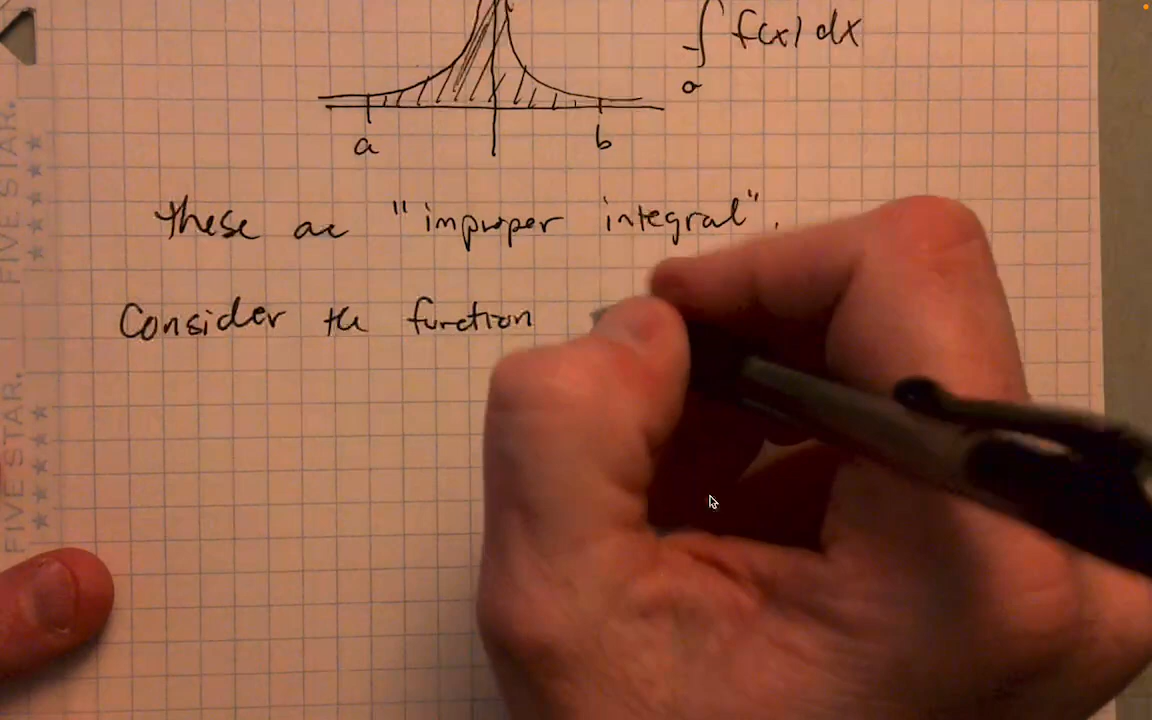 ∫ f(x) dx
a
a b
These are "improper integral".
Consider the function
FIVE STAR.
FIVE STAR.